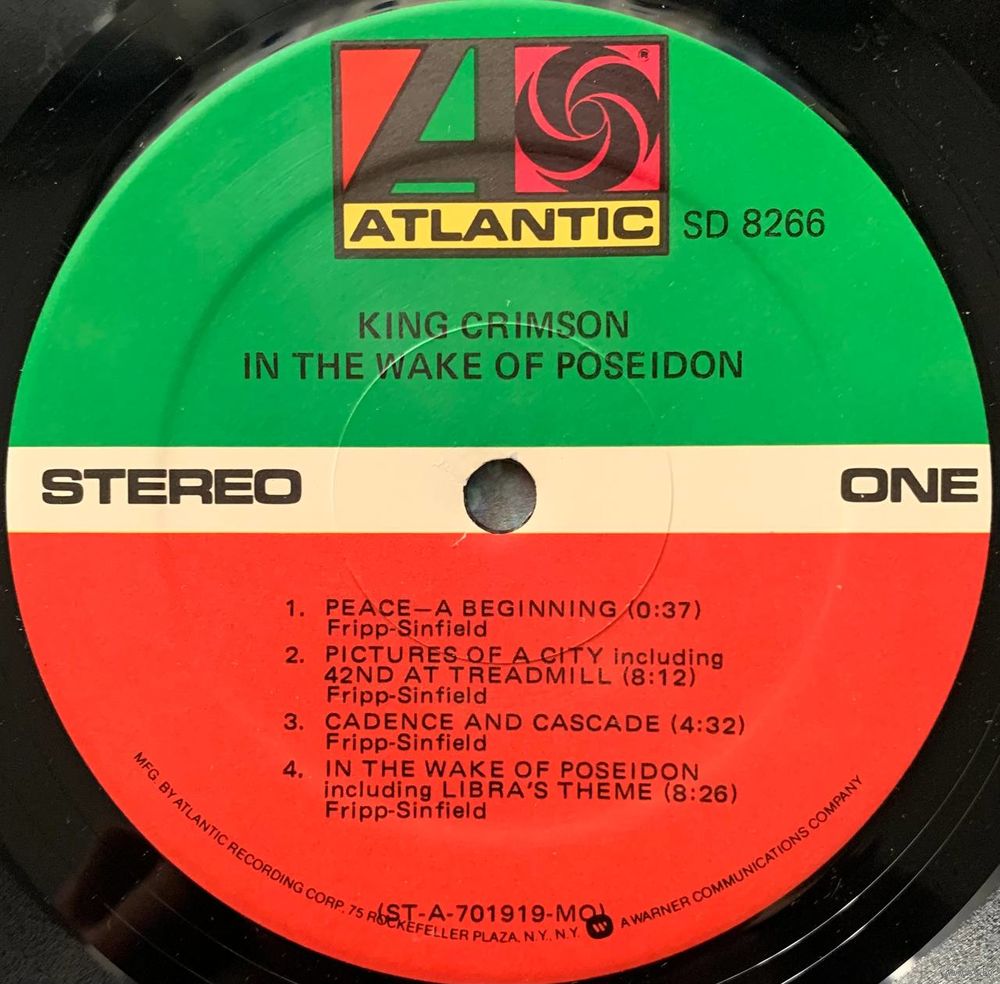 ATLANTIC
®
SD 8266
KING CRIMSON
IN THE WAKE OF POSEIDON
STEREO
ONE
1. PEACE—A BEGINNING (0:37)
Fripp-Sinfield
2. PICTURES OF A CITY including
42ND AT TREADMILL (8:12)
Fripp-Sinfield
3. CADENCE AND CASCADE (4:32)
Fripp-Sinfield
4. IN THE WAKE OF POSEIDON
including LIBRA'S THEME (8:26)
Fripp-Sinfield
(ST-A-701919-MO)
MFG. BY ATLANTIC RECORDING CORP. 75 ROCKEFELLER PLAZA, N.Y., N.Y. A WARNER COMMUNICATIONS COMPANY